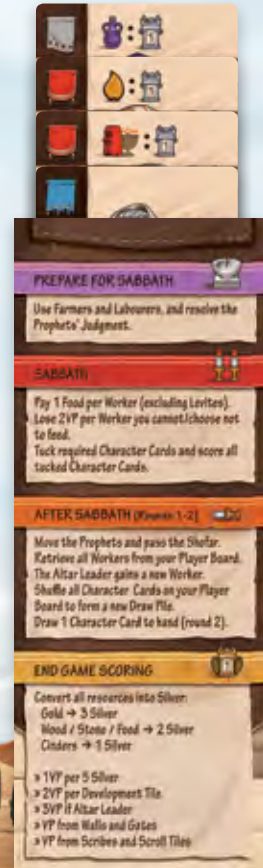 PREPARE FOR SABBATH
Use Farmers and Labourers, and resolve the
Prophets' Judgment.
SABBATH
Pay 1 Food per Worker (excluding Levites).
Lose 2VP per Worker you cannot/choose not
to feed.
Tuck required Character Cards and score all
tucked Character Cards.
AFTER SABBATH (Rounds 1-2)
Move the Prophets and pass the Shofar.
Retrieve all Workers from your Player Board.
The Altar Leader gains a new Worker.
Shuffle all Character Cards on your Player
Board to form a new Draw Pile.
Draw 1 Character Card to hand (round 2).
END GAME SCORING
Convert all resources into Silver:
Gold → 3 Silver
Wood / Stone / Food → 2 Silver
Cinders → 1 Silver
» 1VP per 5 Silver
» 2VP per Development Tile
» 3VP if Altar Leader
» VP from Walls and Gates
» VP from Scribes and Scroll Tiles